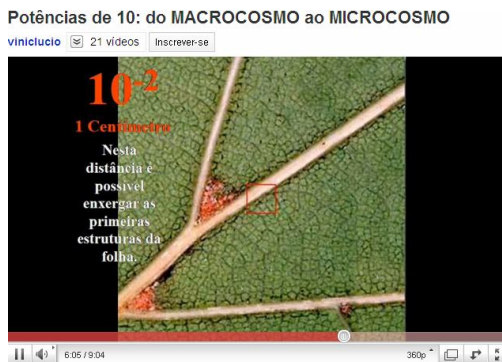 Potências de 10: do MACROCOSMO ao MICROCOSMO
viniclucio 21 vídeos Inscrever-se
10-2
1 Centímetro
Nesta
distância é
possível
enxergar as
primeiras
estruturas da
folha.
6:05 / 9:04
360p